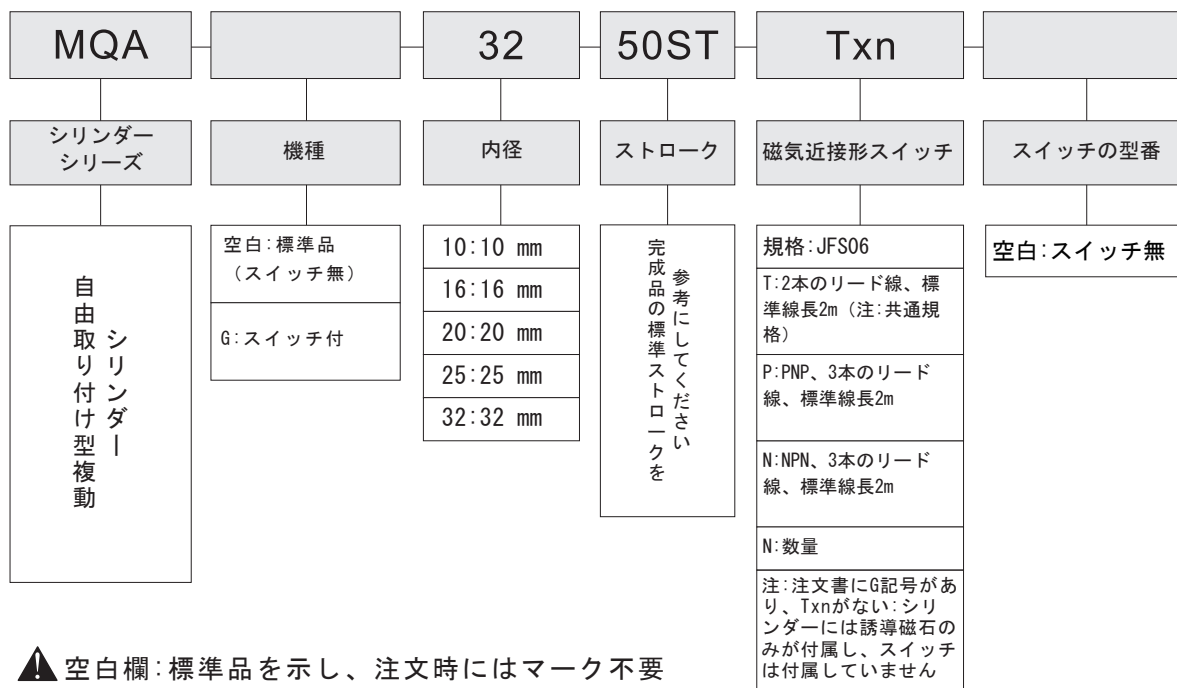 MQA
32
50ST
Txn
シリンダー
シリーズ
機種
内径
ストローク
磁気近接形スイッチ
スイッチの型番
自由取り付け型複動
シリンダー
空白:標準品
（スイッチ無）
G:スイッチ付
10:10 mm
16:16 mm
20:20 mm
25:25 mm
32:32 mm
完成品の標準ストロークを
参考にしてください
規格:JFS06
T:2本のリード線、標
準線長2m（注:共通規
格）
P:PNP、3本のリード
線、標準線長2m
N:NPN、3本のリード
線、標準線長2m
N:数量
注:注文書にG記号があ
り、Txnがない:シリ
ンダーには誘導磁石の
みが付属し、スイッチ
は付属していません
空白:スイッチ無
空白欄:標準品を示し、注文時にはマーク不要